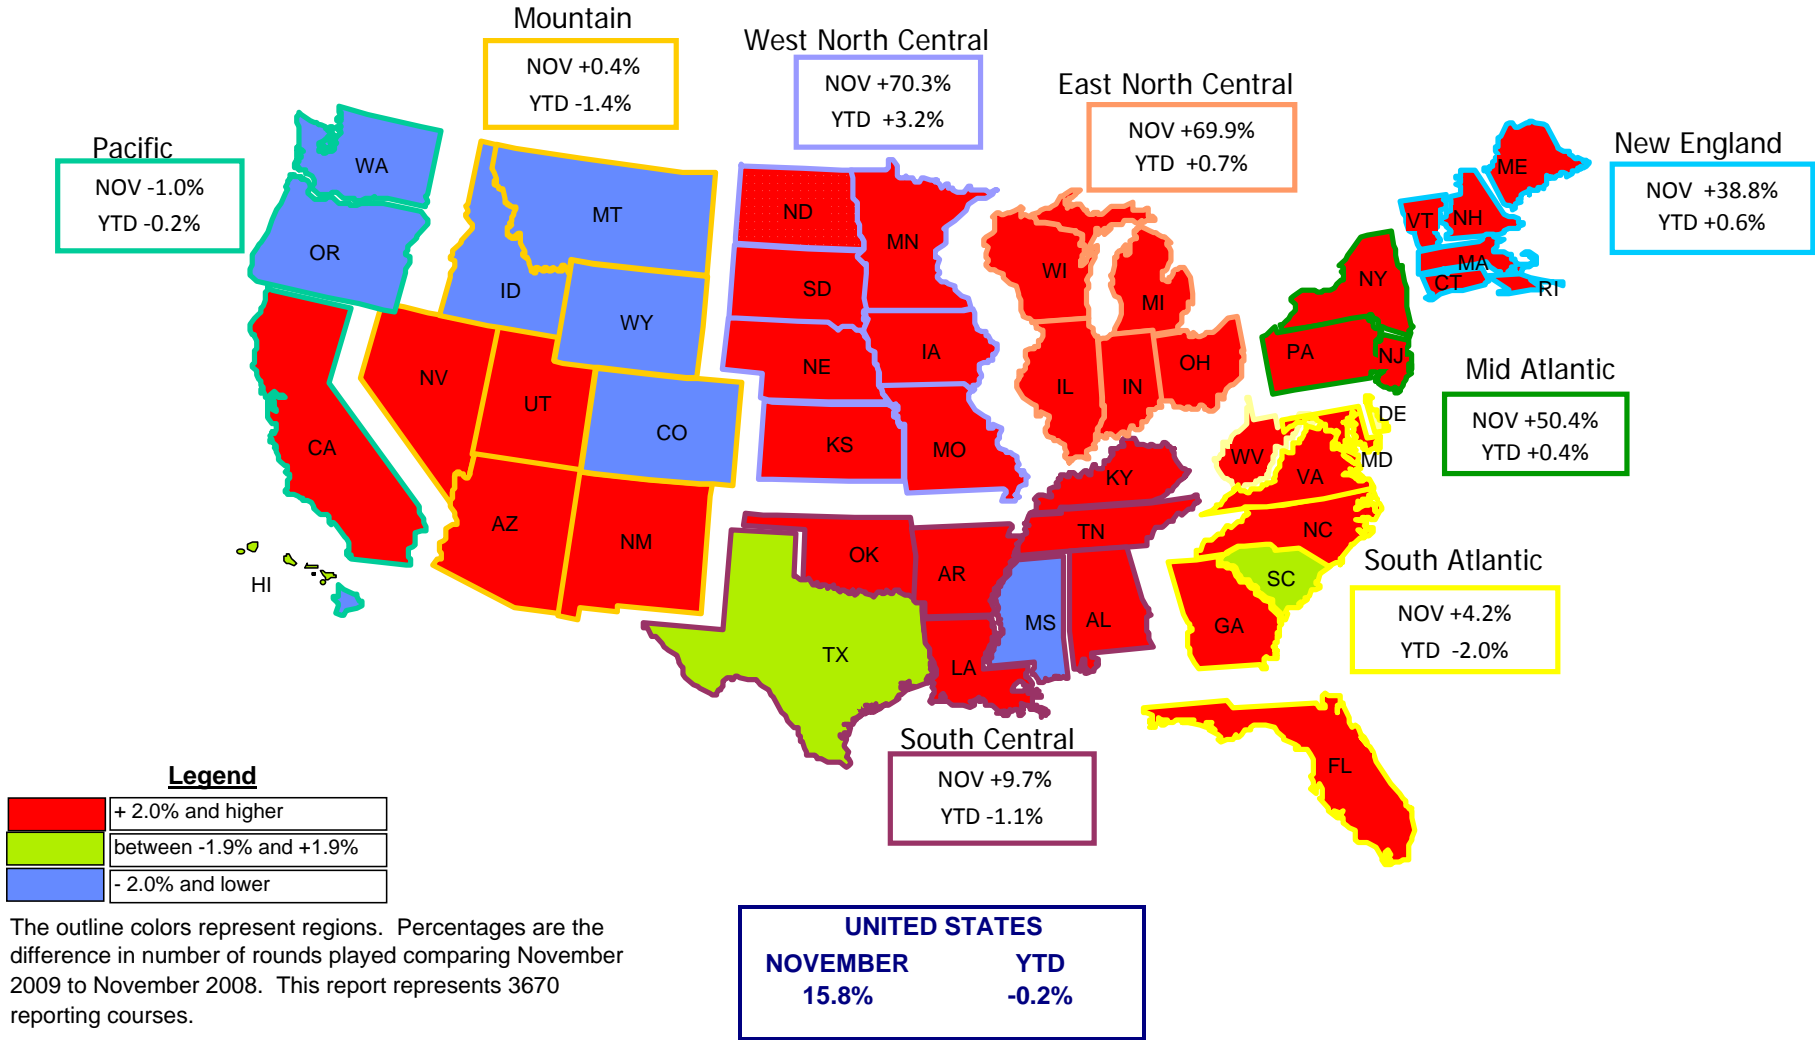 Mountain
NOV +0.4%
YTD -1.4%
West North Central
NOV +70.3%
YTD +3.2%
East North Central
NOV +69.9%
YTD +0.7%
Pacific
NOV -1.0%
YTD -0.2%
New England
NOV +38.8%
YTD +0.6%
Mid Atlantic
NOV +50.4%
YTD +0.4%
South Atlantic
NOV +4.2%
YTD -2.0%
South Central
NOV +9.7%
YTD -1.1%
WA
OR
CA
HI
MT
ID
WY
NV
UT
CO
AZ
NM
ND
SD
NE
KS
MN
IA
MO
WI
MI
IL
IN
OH
ME
VT
NH
MA
CT
RI
NY
PA
NJ
DE
MD
WV
VA
NC
SC
GA
FL
KY
TN
OK
AR
TX
LA
MS
AL
Legend
+ 2.0% and higher
between -1.9% and +1.9%
- 2.0% and lower
The outline colors represent regions. Percentages are the
difference in number of rounds played comparing November
2009 to November 2008. This report represents 3670
reporting courses.
UNITED STATES
NOVEMBER YTD
15.8% -0.2%